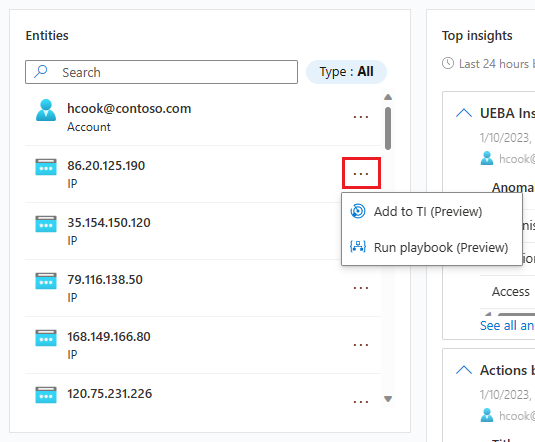 Entities
Search
Type : All
hcook@contoso.com
Account
...
86.20.125.190
IP
...
Add to TI (Preview)
Run playbook (Preview)
35.154.150.120
IP
79.116.138.50
IP
...
168.149.166.80
IP
...
120.75.231.226
...
Top insights
Last 24 hours b
UEBA Ins
1/10/2023,
hcook@
Anoma
Access
See all an
Actions b
1/10/2023,
hcook@